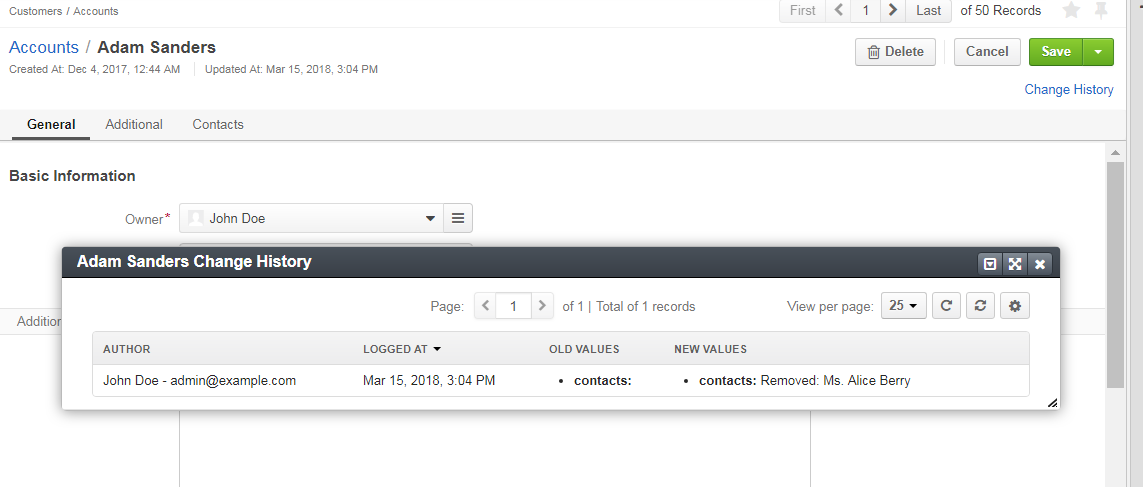 Customers / Accounts
First 1 Last of 50 Records
Accounts / Adam Sanders
Delete Cancel Save
Created At: Dec 4, 2017, 12:44 AM Updated At: Mar 15, 2018, 3:04 PM
Change History
General Additional Contacts
Basic Information
Owner* John Doe
Adam Sanders Change History
Page: 1 of 1 | Total of 1 records View per page: 25
Addition
AUTHOR LOGGED AT OLD VALUES NEW VALUES
John Doe - admin@example.com Mar 15, 2018, 3:04 PM • contacts: • contacts: Removed: Ms. Alice Berry